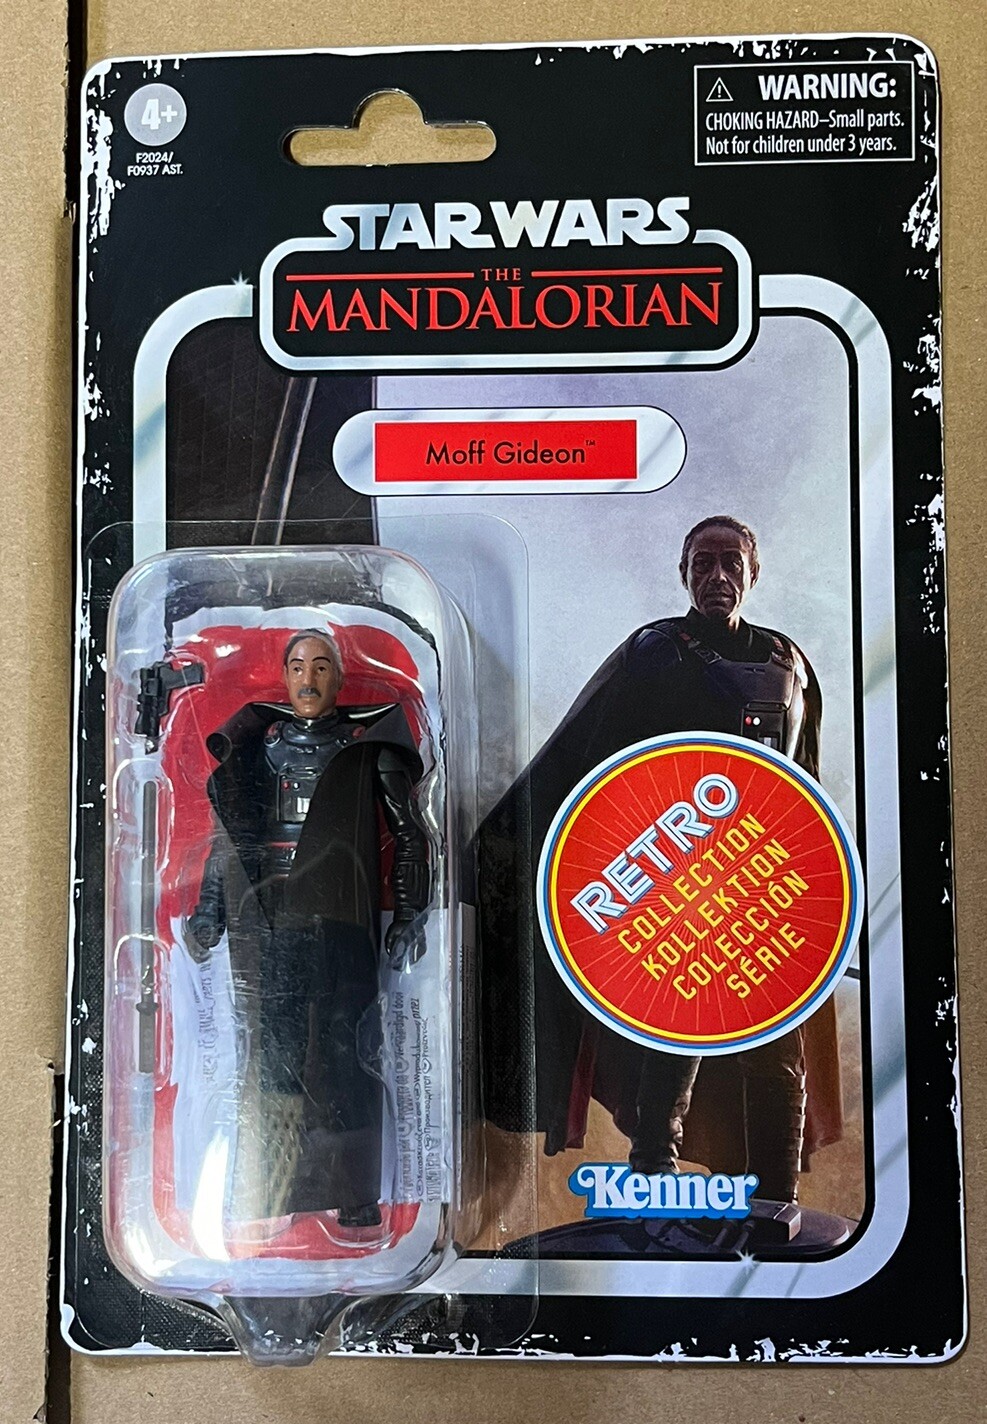 4+
F2024/
F0937 AST.
WARNING:
CHOKING HAZARD–Small parts.
Not for children under 3 years.
STAR WARS
THE
MANDALORIAN
Moff Gideon™
RETRO
COLLECTION
KOLLEKTION
COLECCIÓN
SÉRIE
Kenner